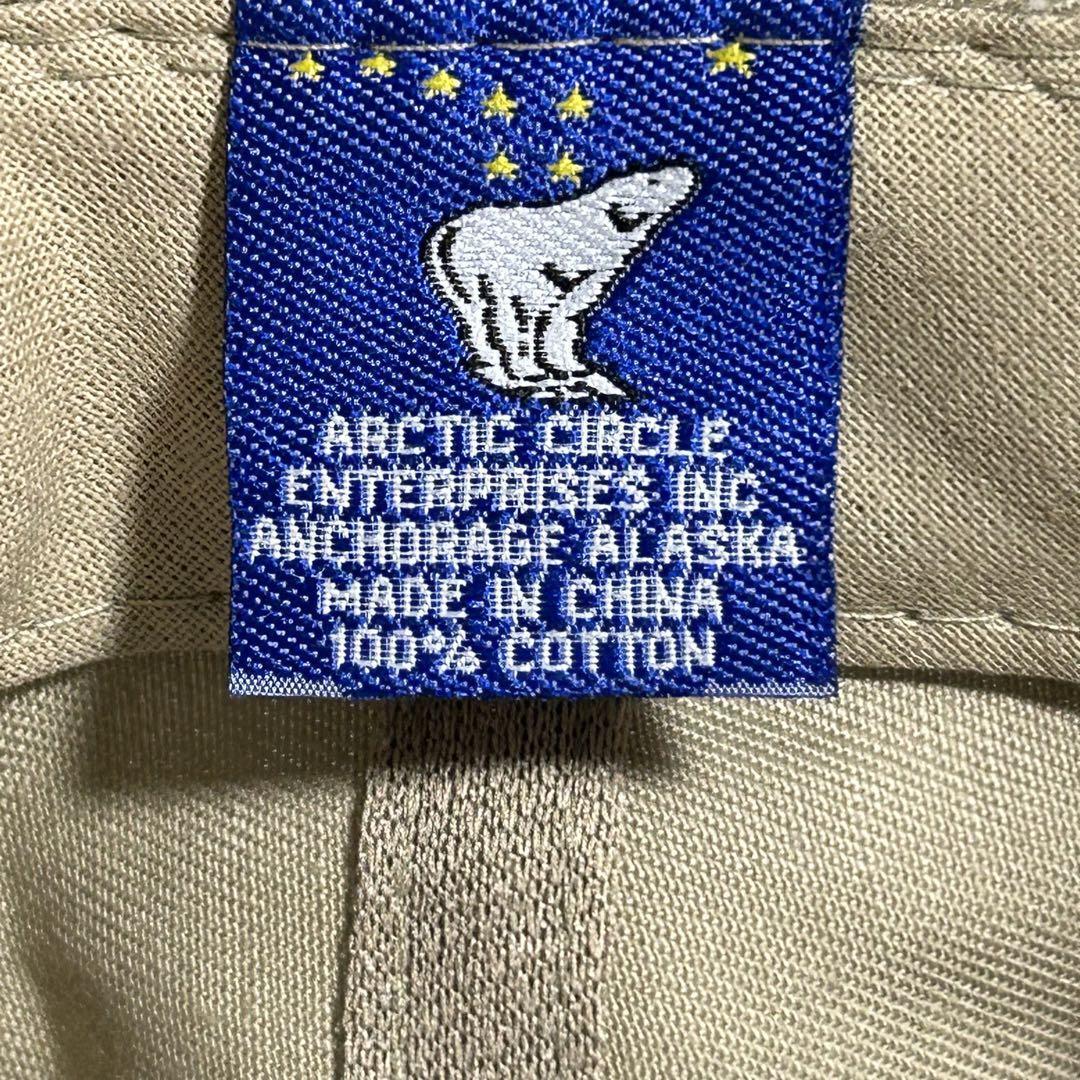 ARCTIC CIRCLE
ENTERPRISES INC
ANCHORAGE ALASKA
MADE IN CHINA
100% COTTON